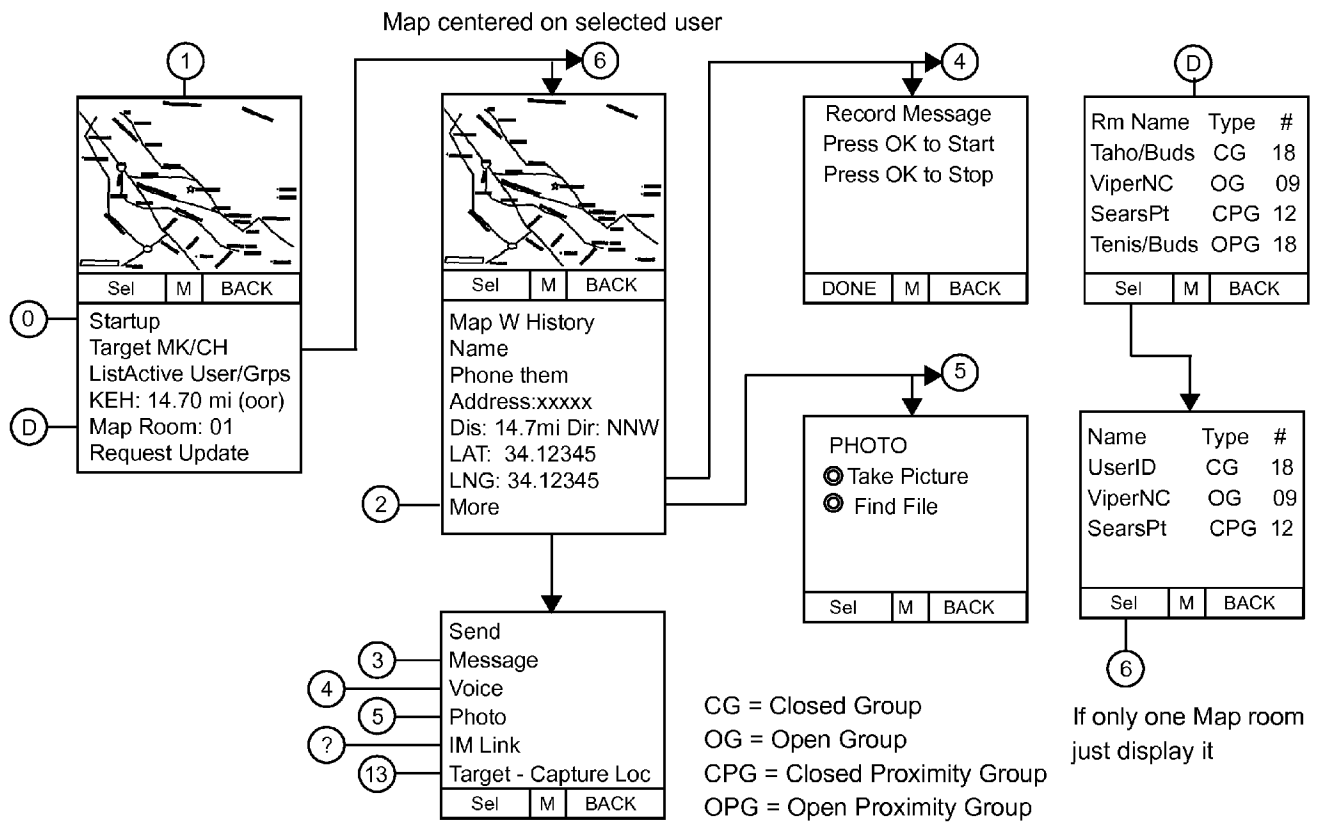 Map centered on selected user
1
Sel M BACK
0
Startup
Target MK/CH
ListActive User/Grps
KEH: 14.70 mi (oor)
D
Map Room: 01
Request Update
6
Sel M BACK
Map W History
Name
Phone them
Address:xxxxx
Dis: 14.7mi Dir: NNW
LAT: 34.12345
LNG: 34.12345
2
More
Send
3
Message
4
Voice
5
Photo
?
IM Link
13
Target - Capture Loc
Sel M BACK
4
Record Message
Press OK to Start
Press OK to Stop
DONE M BACK
5
PHOTO
Take Picture
Find File
Sel M BACK
D
Rm Name Type #
Taho/Buds CG 18
ViperNC OG 09
SearsPt CPG 12
Tenis/Buds OPG 18
Sel M BACK
Name Type #
UserID CG 18
ViperNC OG 09
SearsPt CPG 12
Sel M BACK
6
If only one Map room
just display it
CG = Closed Group
OG = Open Group
CPG = Closed Proximity Group
OPG = Open Proximity Group